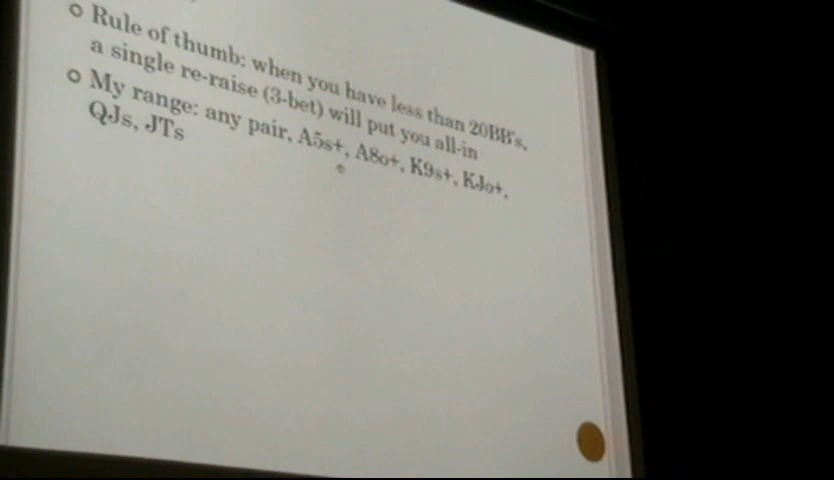 Rule of thumb: when you have less than 20BB's,
a single re-raise (3-bet) will put you all-in
My range: any pair, A5s+, A8o+, K9s+, KJo+,
QJs, JTs